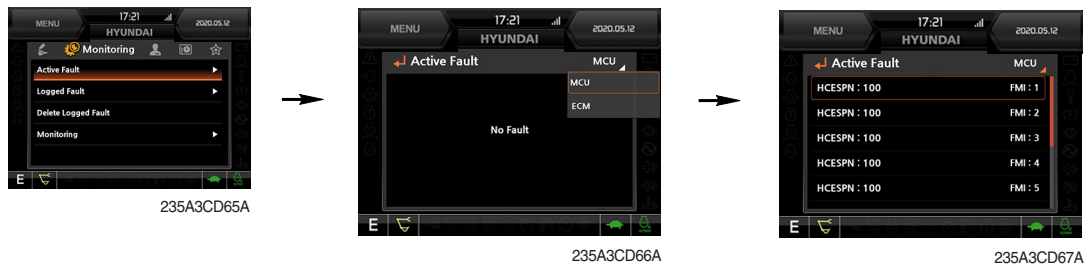 MENU
17:21
2020.05.12
HYUNDAI
Monitoring
Active Fault
Logged Fault
Delete Logged Fault
Monitoring
E
235A3CD65A
MENU
17:21
2020.05.12
HYUNDAI
Active Fault
MCU
MCU
ECM
No Fault
E
235A3CD66A
MENU
17:21
2020.05.12
HYUNDAI
Active Fault
MCU
HCESPN : 100 FMI : 1
HCESPN : 100 FMI : 2
HCESPN : 100 FMI : 3
HCESPN : 100 FMI : 4
HCESPN : 100 FMI : 5
E
235A3CD67A